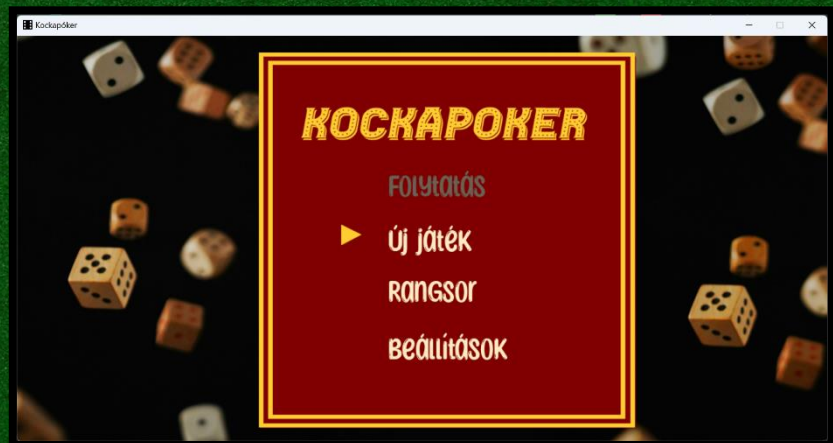 Kockapóker
KOCKAPOKER
Folytatás
Új játék
Rangsor
Beállítások